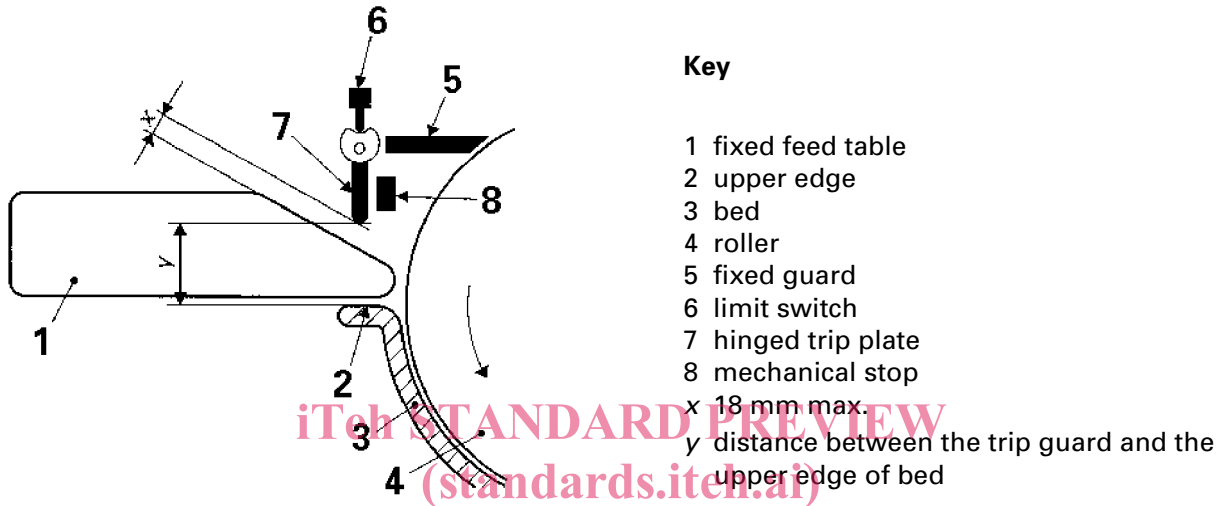 6
5
x
7
8
y
1
2
3
4
Key
1 fixed feed table
2 upper edge
3 bed
4 roller
5 fixed guard
6 limit switch
7 hinged trip plate
8 mechanical stop
x 18 mm max.
y distance between the trip guard and the
upper edge of bed
iTeh STANDARD PREVIEW
(standards.iteh.ai)